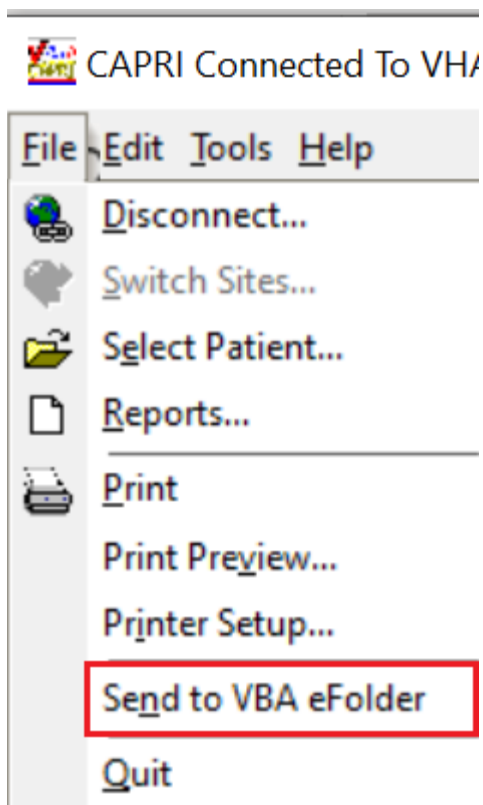 CAPRI Connected To VHA
File Edit Tools Help
Disconnect...
Switch Sites...
Select Patient...
Reports...
Print
Print Preview...
Printer Setup...
Send to VBA eFolder
Quit